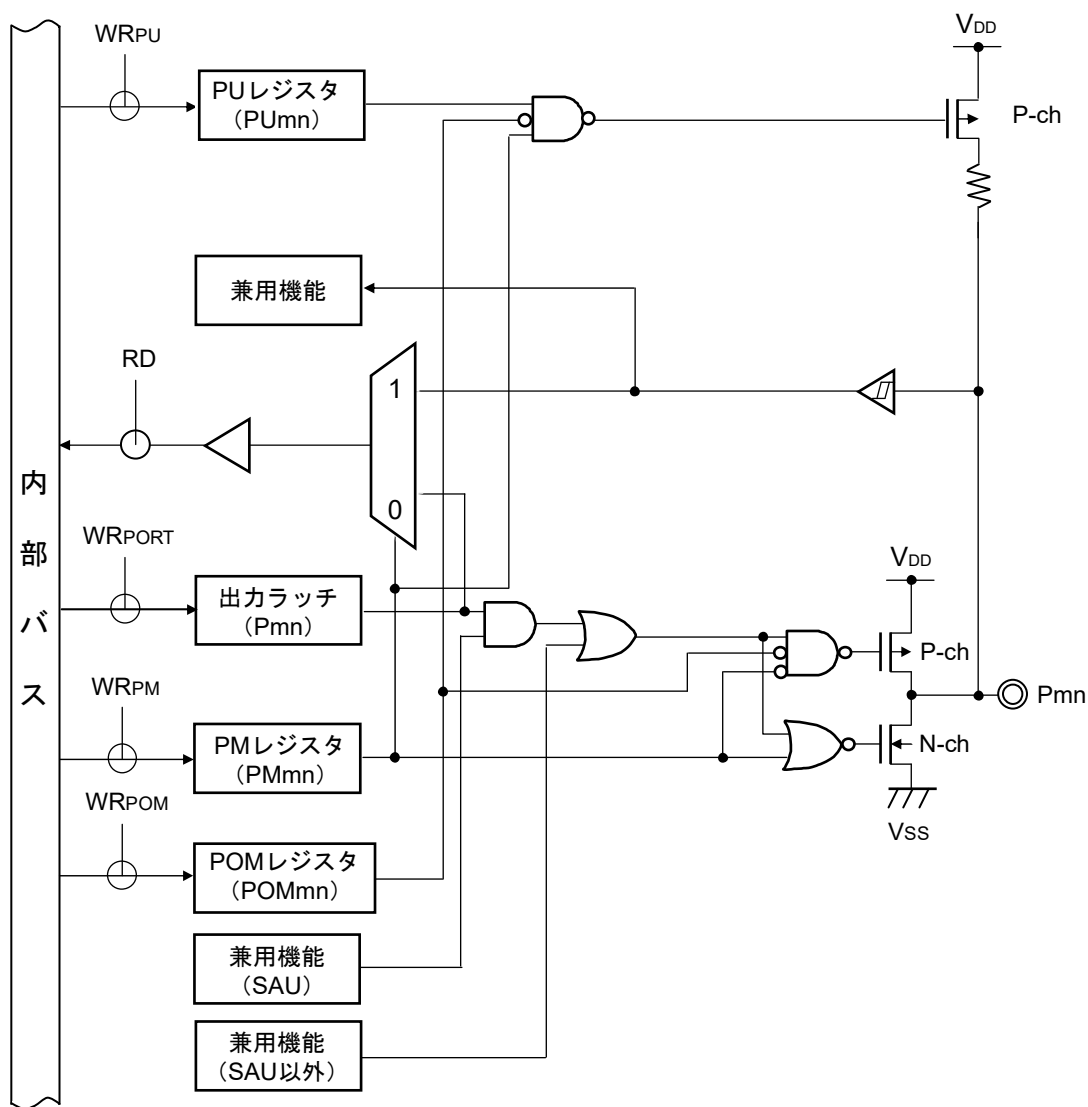 WRPU
PUレジスタ
（PUmn）
VDD
P-ch
兼用機能
RD
1
0
内部バス
WRPORT
出力ラッチ
（Pmn）
VDD
P-ch
Pmn
WRPM
PMレジスタ
（PMmn）
N-ch
VSS
WRPOM
POMレジスタ
（POMmn）
兼用機能
（SAU）
兼用機能
（SAU以外）